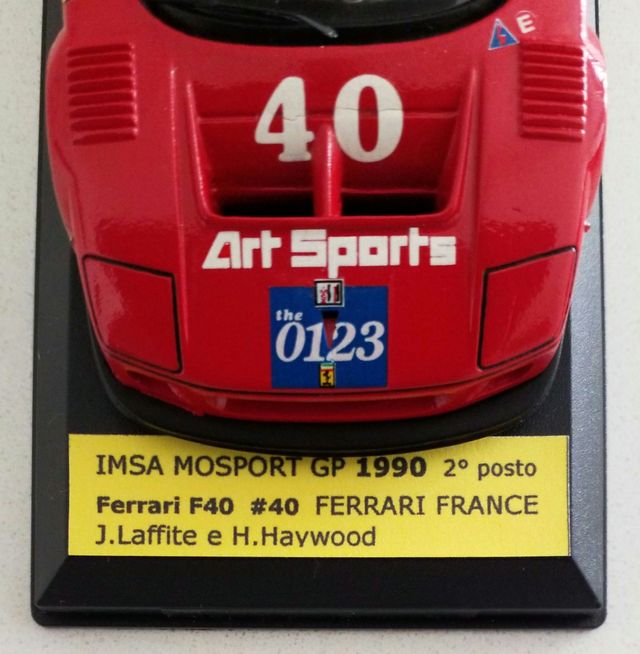 E
40
Art Sports
the
0123
IMSA MOSPORT GP 1990 2° posto
Ferrari F40 #40 FERRARI FRANCE
J.Laffite e H.Haywood